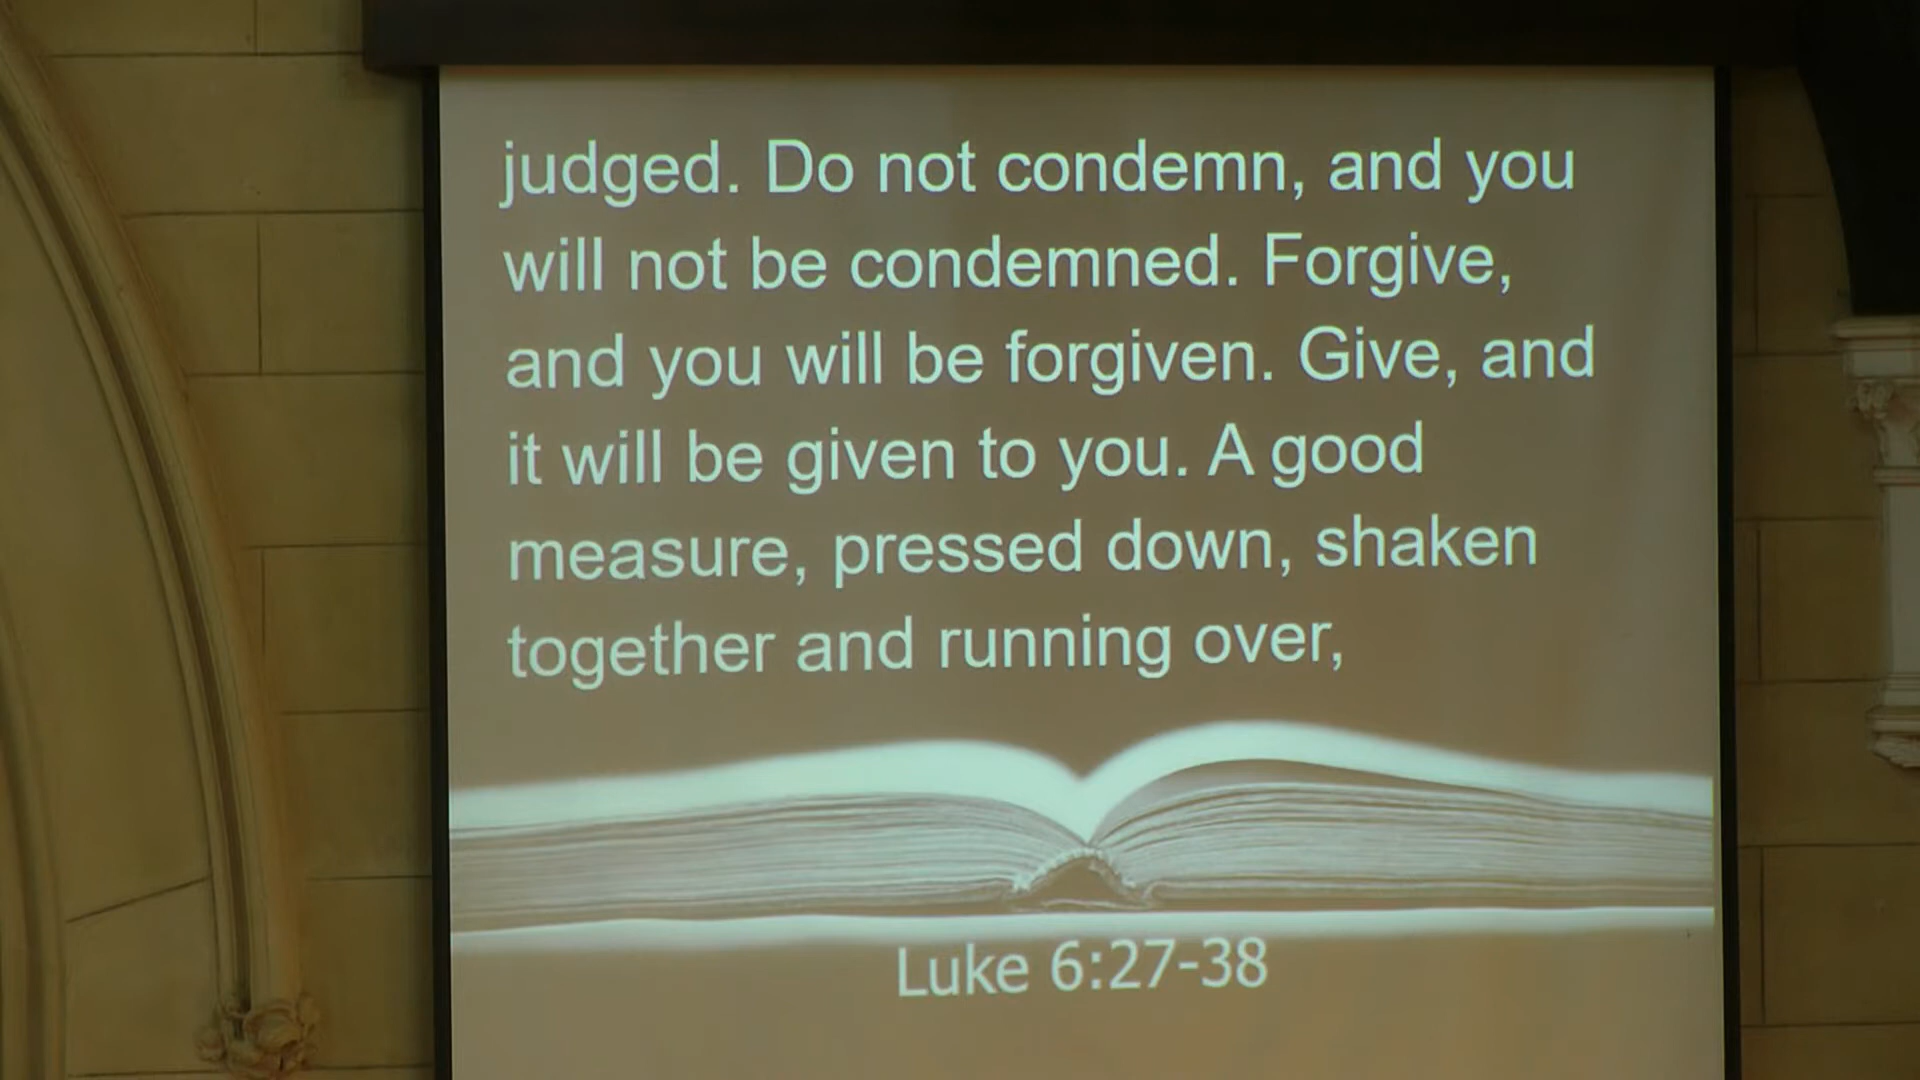 judged. Do not condemn, and you
will not be condemned. Forgive,
and you will be forgiven. Give, and
it will be given to you. A good
measure, pressed down, shaken
together and running over,
Luke 6:27-38